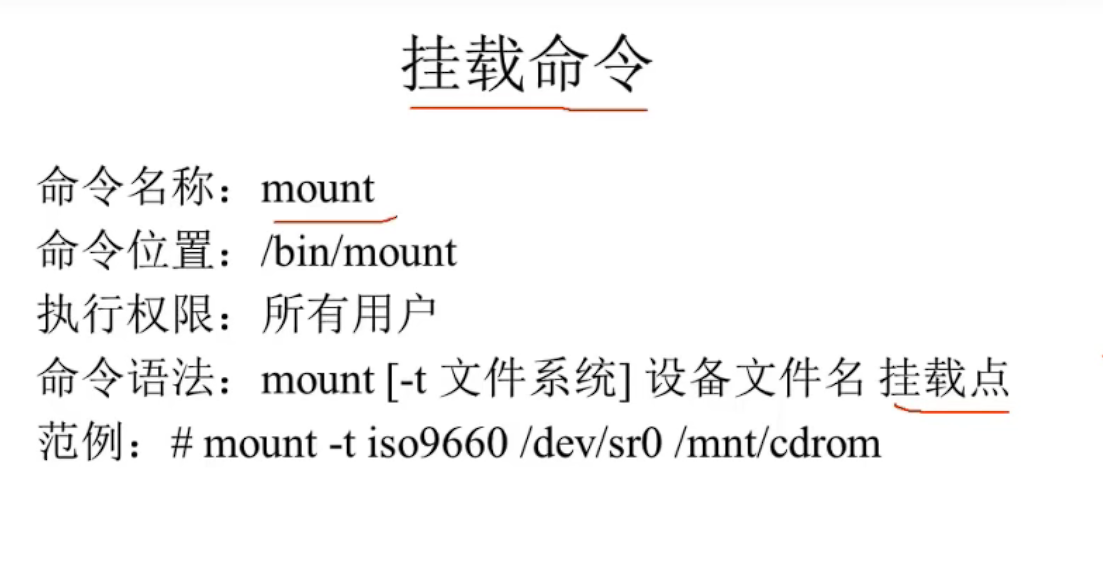 挂载命令
命令名称：mount
命令位置：/bin/mount
执行权限：所有用户
命令语法：mount [-t 文件系统] 设备文件名 挂载点
范例：# mount -t iso9660 /dev/sr0 /mnt/cdrom